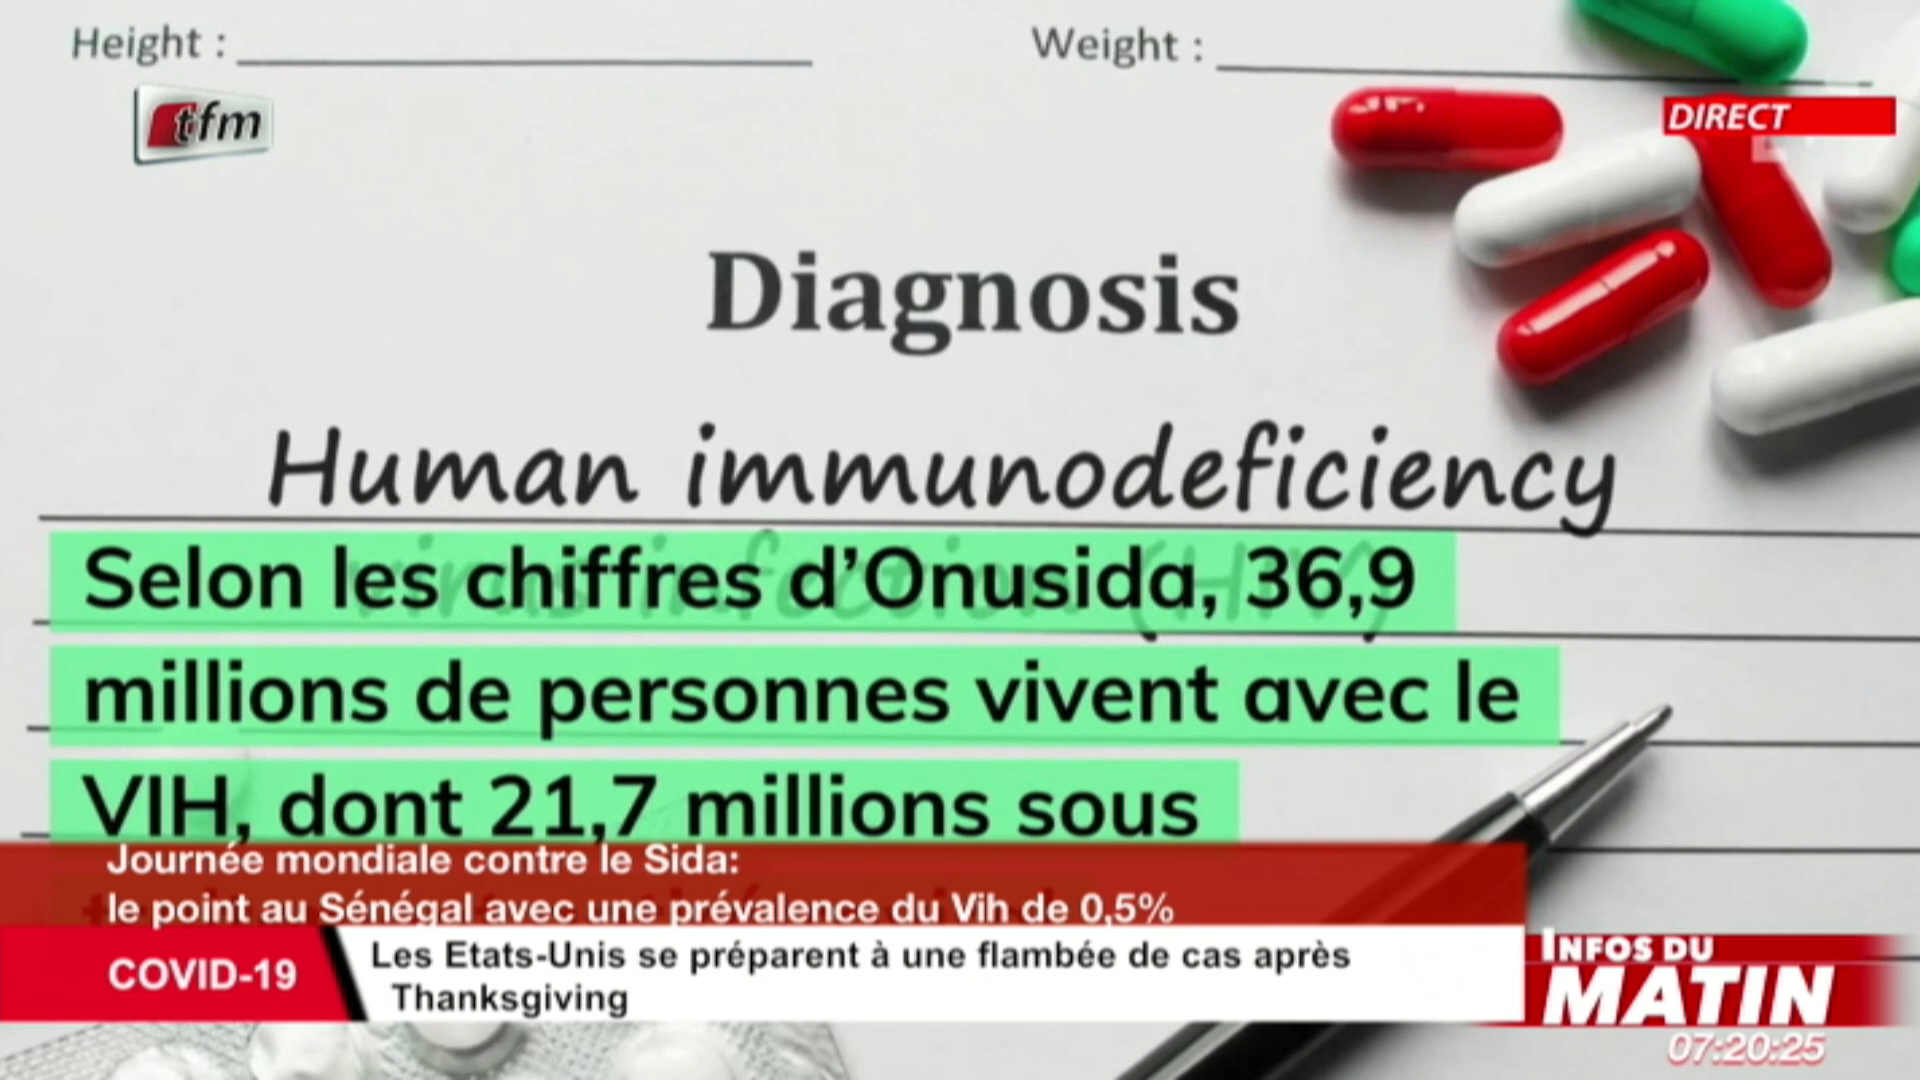 Height :
Weight :
tfm
DIRECT
Diagnosis
Human immunodeficiency
Selon les chiffres d’Onusida, 36,9
millions de personnes vivent avec le
VIH, dont 21,7 millions sous
Journée mondiale contre le Sida:
le point au Sénégal avec une prévalence du Vih de 0,5%
COVID-19
Les Etats-Unis se préparent à une flambée de cas après
Thanksgiving
INFOS DU
MATIN
07:20:25